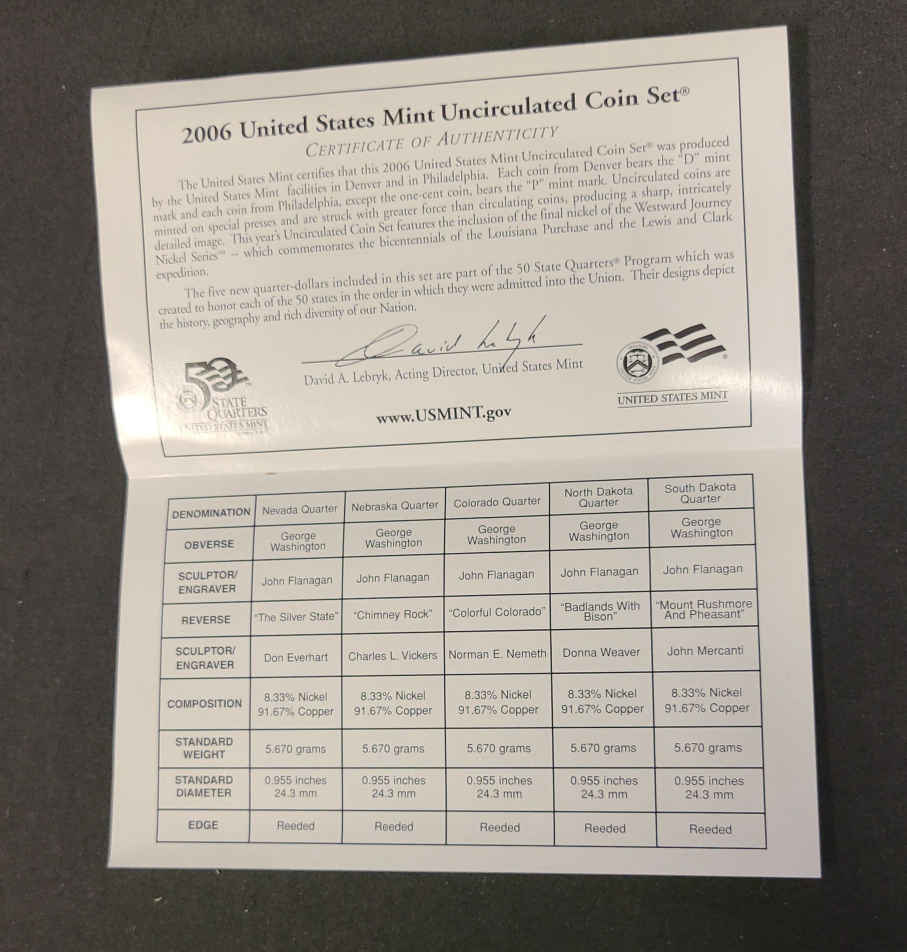 2006 United States Mint Uncirculated Coin Set®
CERTIFICATE OF AUTHENTICITY
The United States Mint certifies that this 2006 United States Mint Uncirculated Coin Set® was produced
by the United States Mint facilities in Denver and in Philadelphia. Each coin from Denver bears the "D" mint
mark and each coin from Philadelphia, except the one-cent coin, bears the "P" mint mark. Uncirculated coins are
minted on special presses and are struck with greater force than circulating coins, producing a sharp, intricately
detailed image. This year's Uncirculated Coin Set features the inclusion of the final nickel of the Westward Journey
Nickel Series™ – which commemorates the bicentennials of the Louisiana Purchase and the Lewis and Clark
expedition.
The five new quarter-dollars included in this set are part of the 50 State Quarters® Program which was
created to honor each of the 50 states in the order in which they were admitted into the Union. Their designs depict
the history, geography and rich diversity of our Nation.
David Lebryk
David A. Lebryk, Acting Director, United States Mint
50
STATE
QUARTERS
UNITED STATES MINT
www.USMINT.gov
UNITED STATES MINT
DENOMINATION Nevada Quarter Nebraska Quarter Colorado Quarter North Dakota Quarter South Dakota Quarter
OBVERSE George Washington George Washington George Washington George Washington George Washington
SCULPTOR/ENGRAVER John Flanagan John Flanagan John Flanagan John Flanagan John Flanagan
REVERSE "The Silver State" "Chimney Rock" "Colorful Colorado" "Badlands With Bison" "Mount Rushmore And Pheasant"
SCULPTOR/ENGRAVER Don Everhart Charles L. Vickers Norman E. Nemeth Donna Weaver John Mercanti
COMPOSITION 8.33% Nickel 91.67% Copper 8.33% Nickel 91.67% Copper 8.33% Nickel 91.67% Copper 8.33% Nickel 91.67% Copper 8.33% Nickel 91.67% Copper
STANDARD WEIGHT 5.670 grams 5.670 grams 5.670 grams 5.670 grams 5.670 grams
STANDARD DIAMETER 0.955 inches 24.3 mm 0.955 inches 24.3 mm 0.955 inches 24.3 mm 0.955 inches 24.3 mm 0.955 inches 24.3 mm
EDGE Reeded Reeded Reeded Reeded Reeded